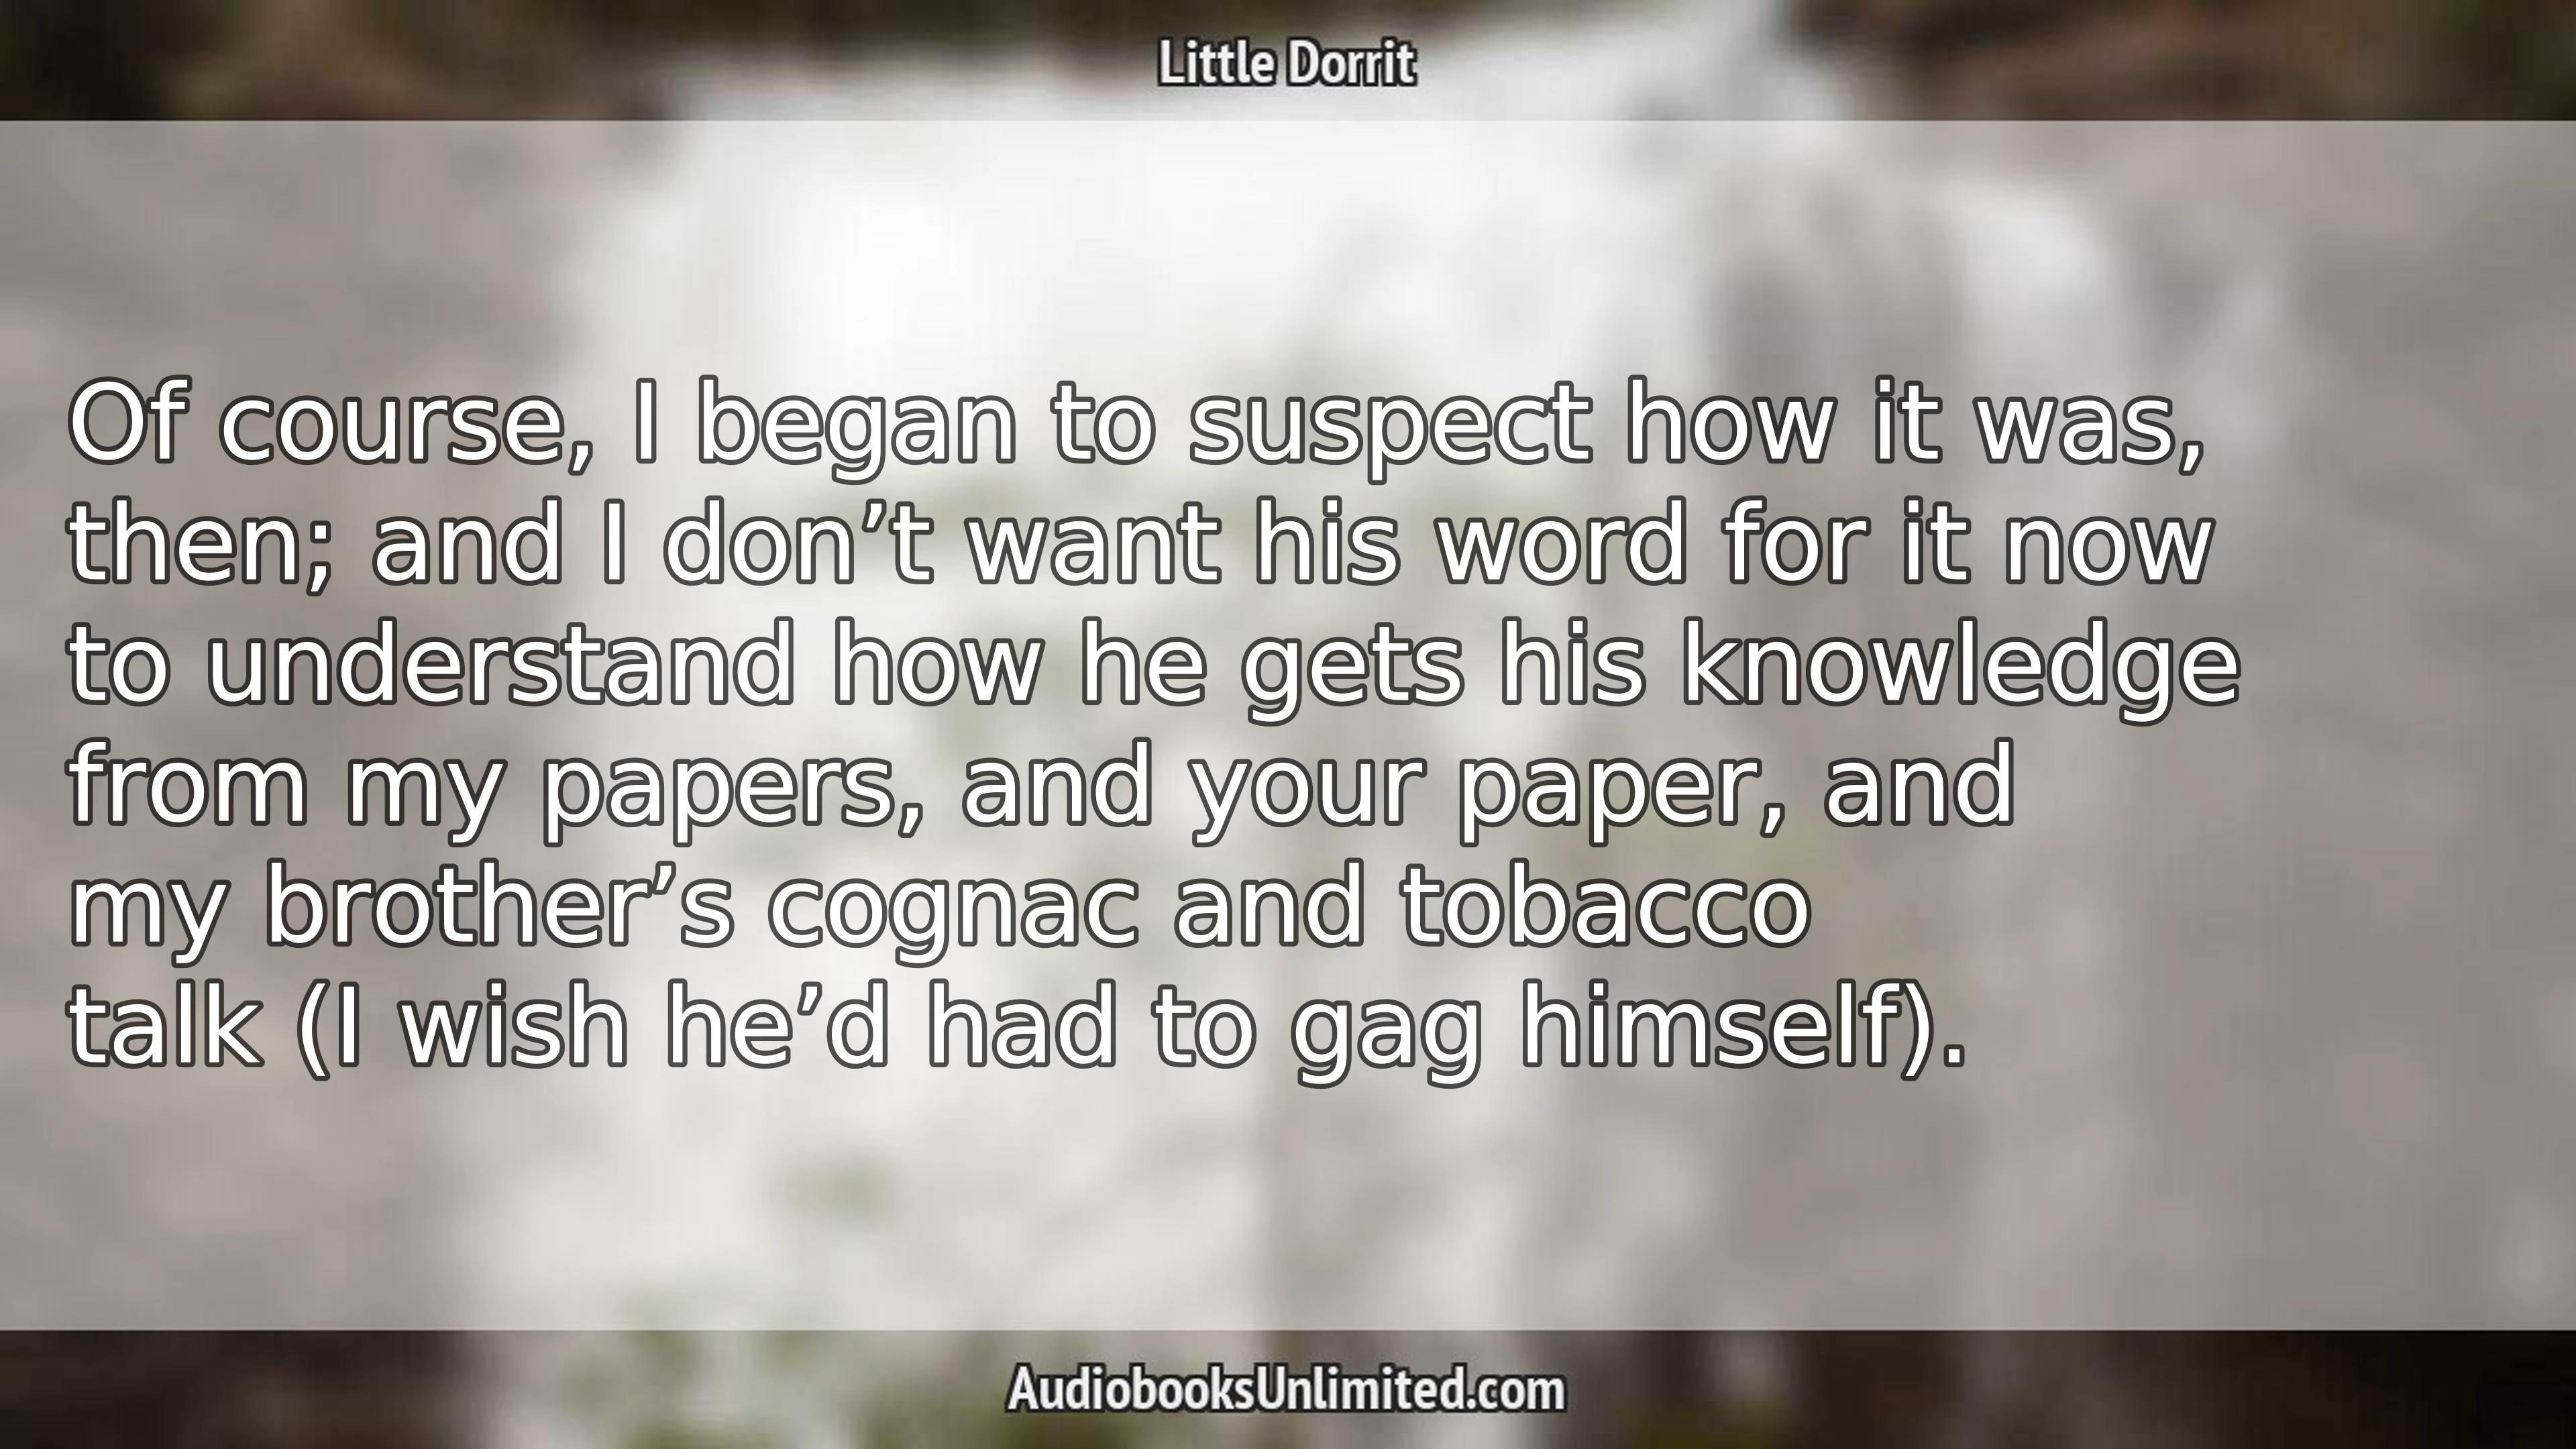 Little Dorrit
Of course, I began to suspect how it was,
then; and I don’t want his word for it now
to understand how he gets his knowledge
from my papers, and your paper, and
my brother’s cognac and tobacco
talk (I wish he’d had to gag himself).
AudiobooksUnlimited.com